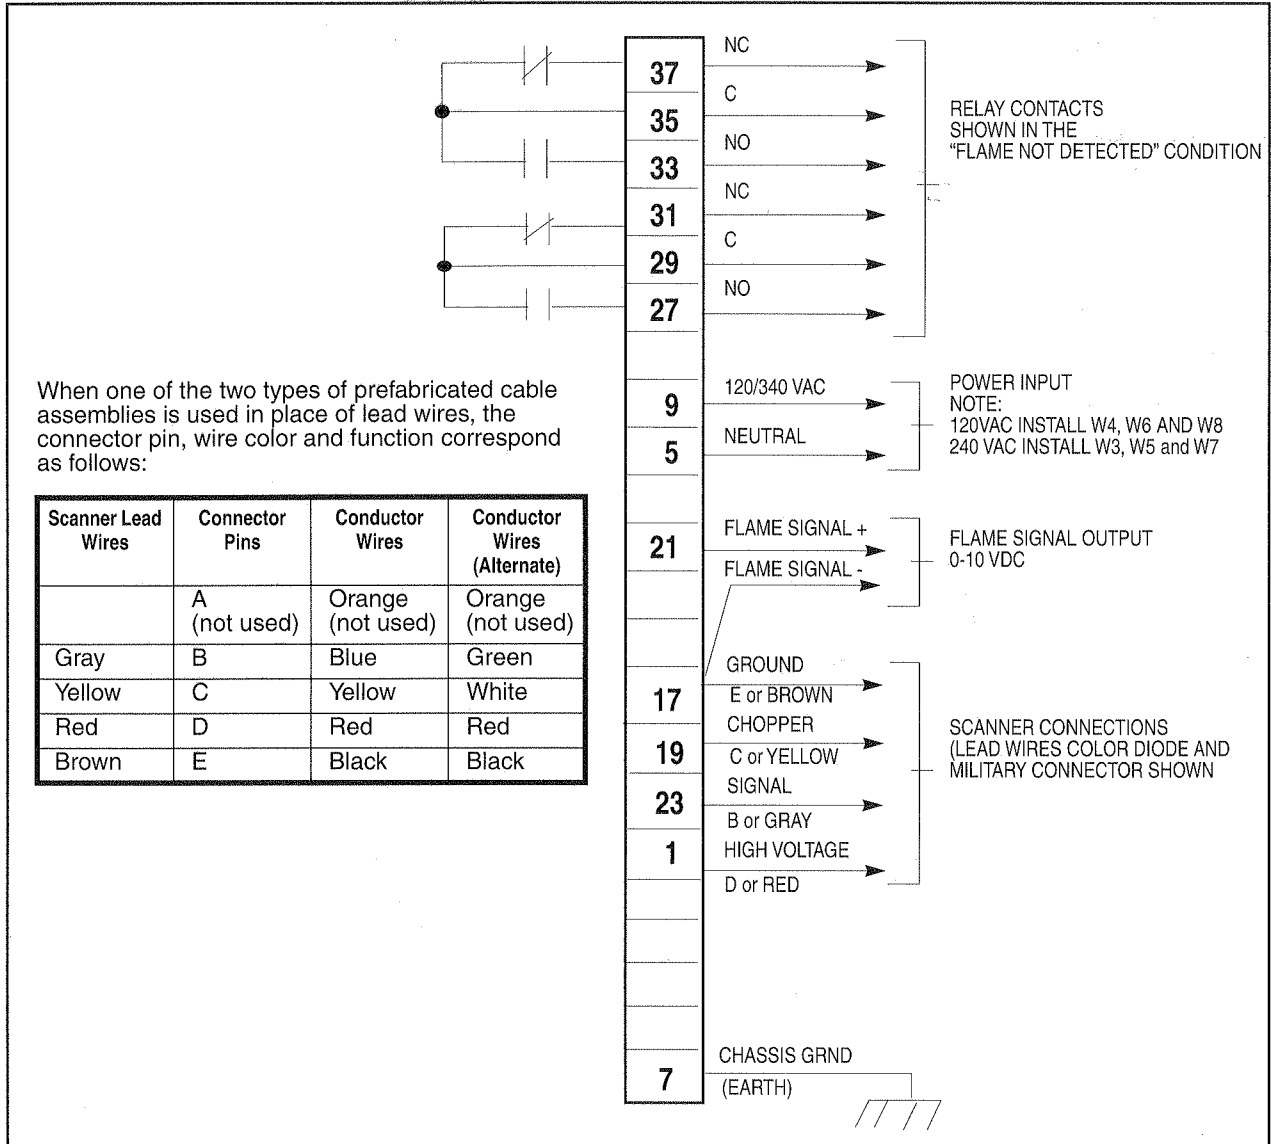 37
NC
35
C
33
NO
31
NC
29
C
27
NO
RELAY CONTACTS
SHOWN IN THE
"FLAME NOT DETECTED" CONDITION
When one of the two types of prefabricated cable
assemblies is used in place of lead wires, the
connector pin, wire color and function correspond
as follows:
Scanner Lead Wires | Connector Pins | Conductor Wires | Conductor Wires (Alternate)
A (not used) | Orange (not used) | Orange (not used)
Gray | B | Blue | Green
Yellow | C | Yellow | White
Red | D | Red | Red
Brown | E | Black | Black
9
120/340 VAC
5
NEUTRAL
POWER INPUT
NOTE:
120VAC INSTALL W4, W6 AND W8
240 VAC INSTALL W3, W5 and W7
21
FLAME SIGNAL +
FLAME SIGNAL -
FLAME SIGNAL OUTPUT
0-10 VDC
17
GROUND
E or BROWN
19
CHOPPER
C or YELLOW
23
SIGNAL
B or GRAY
1
HIGH VOLTAGE
D or RED
SCANNER CONNECTIONS
(LEAD WIRES COLOR DIODE AND
MILITARY CONNECTOR SHOWN
7
CHASSIS GRND
(EARTH)